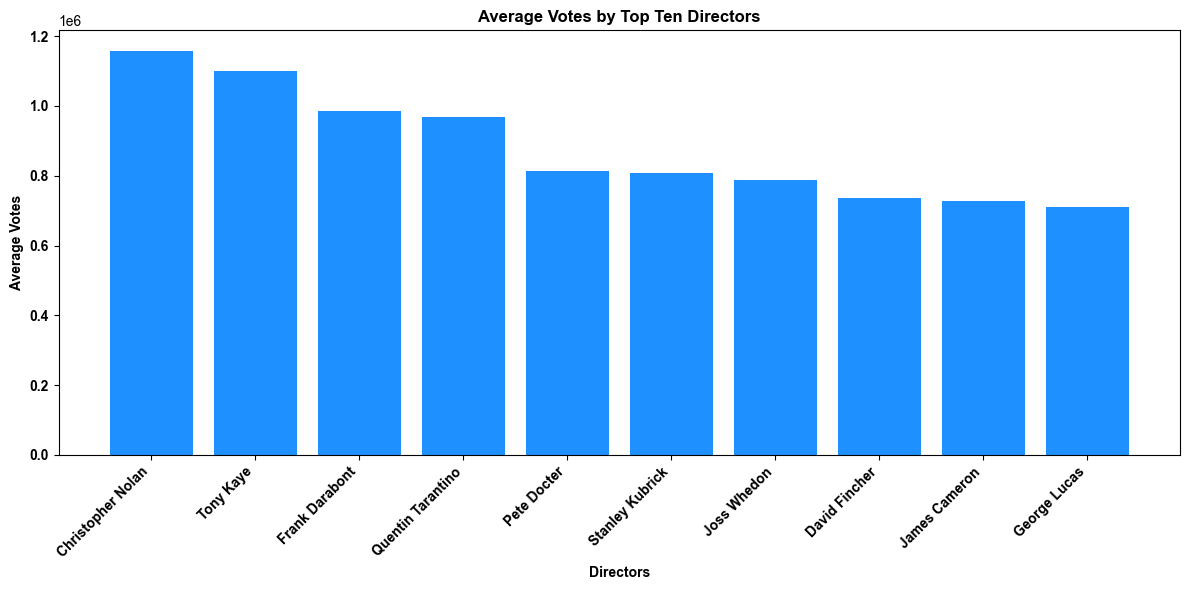 Average Votes by Top Ten Directors
1e6
1.2
1.0
0.8
0.6
0.4
0.2
0.0
Average Votes
Christopher Nolan
Tony Kaye
Frank Darabont
Quentin Tarantino
Pete Docter
Stanley Kubrick
Joss Whedon
David Fincher
James Cameron
George Lucas
Directors